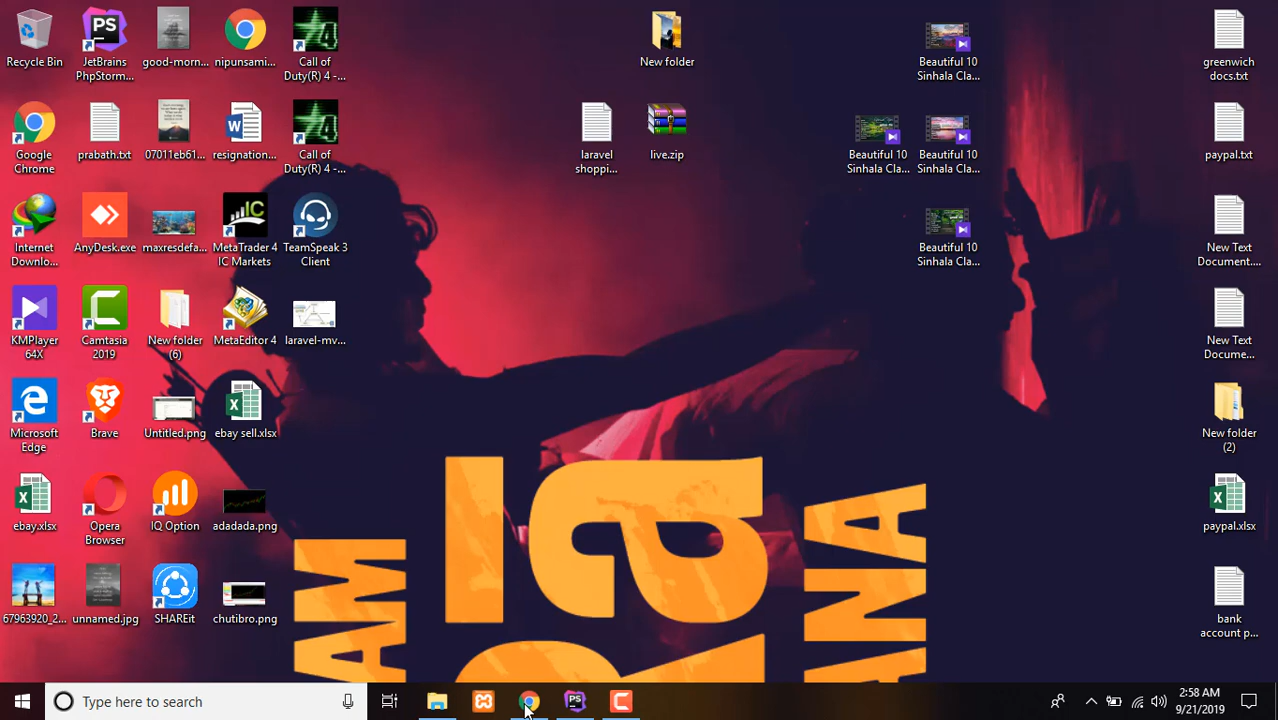 Recycle Bin
JetBrains
PhpStorm...
good-morn...
nipunsami...
Call of
Duty(R) 4 -...
New folder
Beautiful 10
Sinhala Cla...
greenwich
docs.txt
Google
Chrome
prabath.txt
07011eb61...
resignation...
Call of
Duty(R) 4 -...
laravel
shoppi...
live.zip
Beautiful 10
Sinhala Cla...
Beautiful 10
Sinhala Cla...
paypal.txt
Internet
Downlo...
AnyDesk.exe
maxresdefa...
MetaTrader 4
IC Markets
TeamSpeak 3
Client
Beautiful 10
Sinhala Cla...
New Text
Document....
KMPlayer
64X
Camtasia
2019
New folder
(6)
MetaEditor 4
laravel-mv...
New Text
Docume...
Microsoft
Edge
Brave
Untitled.png
ebay sell.xlsx
New folder
(2)
ebay.xlsx
Opera
Browser
IQ Option
adadada.png
paypal.xlsx
67963920_2...
unnamed.jpg
SHAREit
chutibro.png
bank
account p...
Type here to search
2:58 AM
9/21/2019